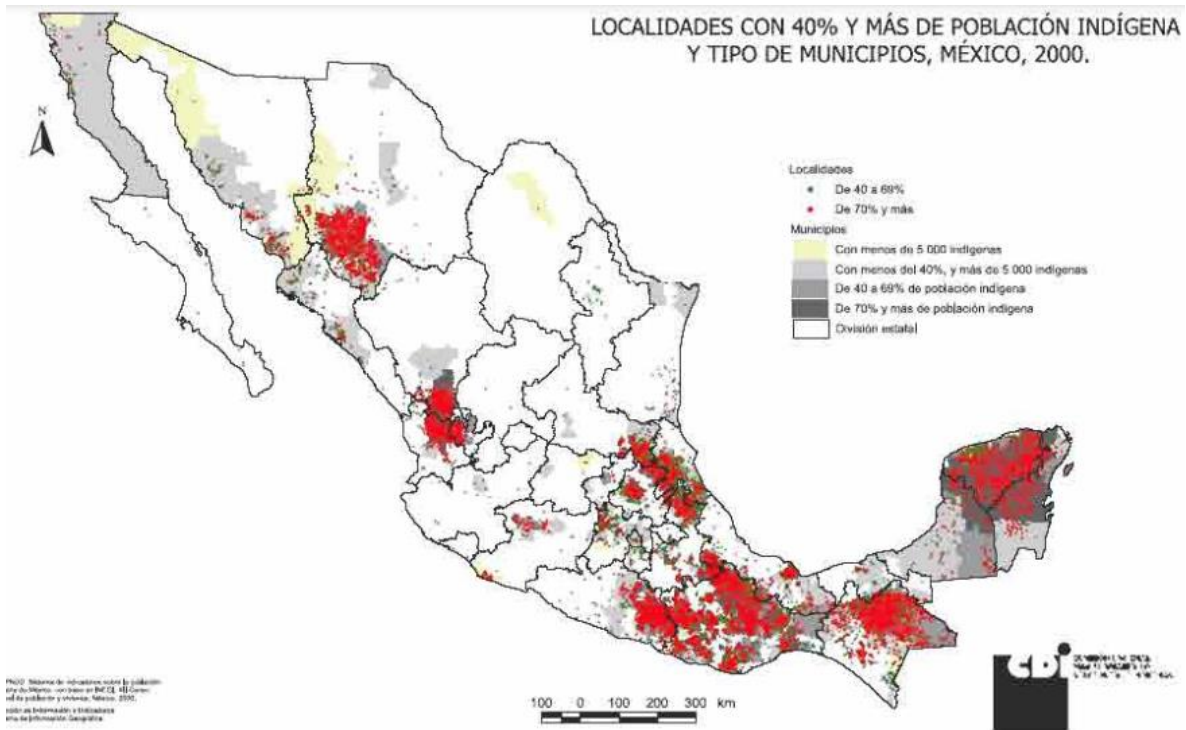 LOCALIDADES CON 40% Y MÁS DE POBLACIÓN INDÍGENA
Y TIPO DE MUNICIPIOS, MÉXICO, 2000.
N
Localidades
De 40 a 69%
De 70% y más
Municipios
Con menos de 5 000 indígenas
Con menos del 40%, y más de 5 000 indígenas
De 40 a 69% de población indígena
De 70% y más de población indígena
División estatal
CDI
100 0 100 200 300 km